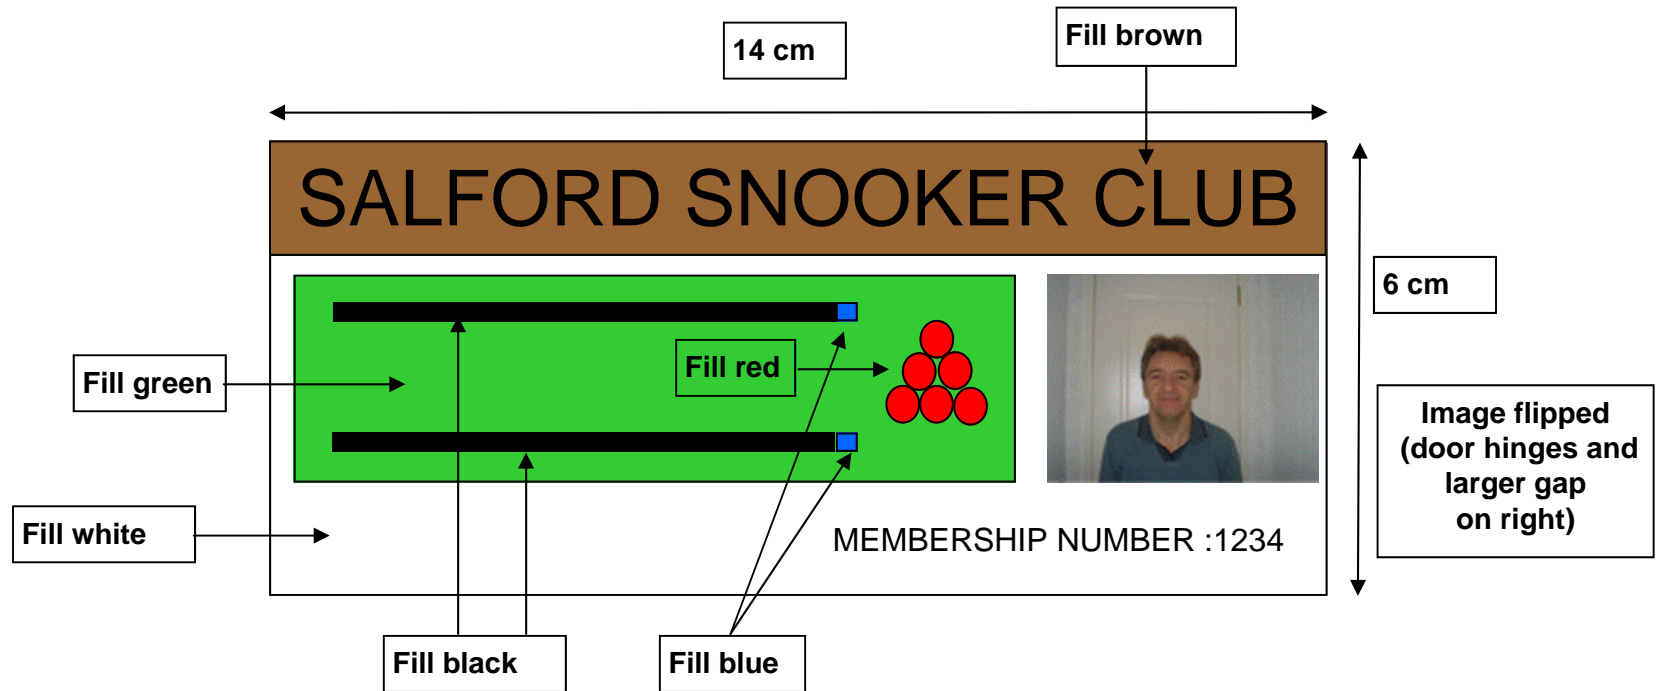 14 cm
Fill brown
SALFORD SNOOKER CLUB
6 cm
Fill green
Fill red
Image flipped
(door hinges and
larger gap
on right)
Fill white
MEMBERSHIP NUMBER :1234
Fill black
Fill blue